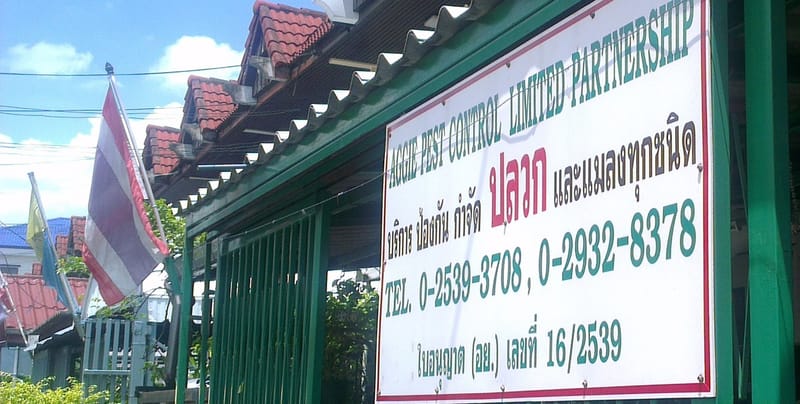 AGGIE PEST CONTROL LIMITED PARTNERSHIP
บริการ ป้องกัน กำจัด ปลวก และแมลงทุกชนิด
TEL. 0-2539-3708 , 0-2932-8378
ใบอนุญาต (อย.) เลขที่ 16/2539